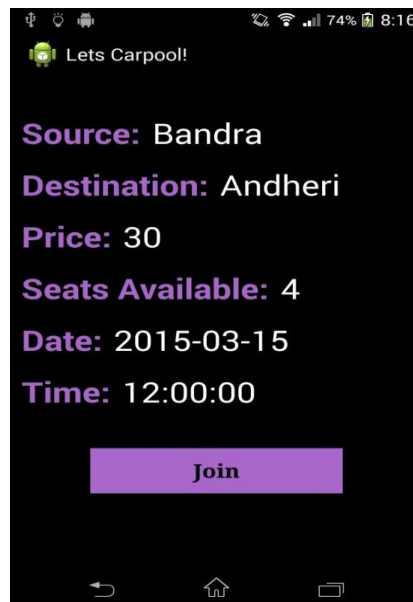 74% 8:16
Lets Carpool!
Source: Bandra
Destination: Andheri
Price: 30
Seats Available: 4
Date: 2015-03-15
Time: 12:00:00
Join